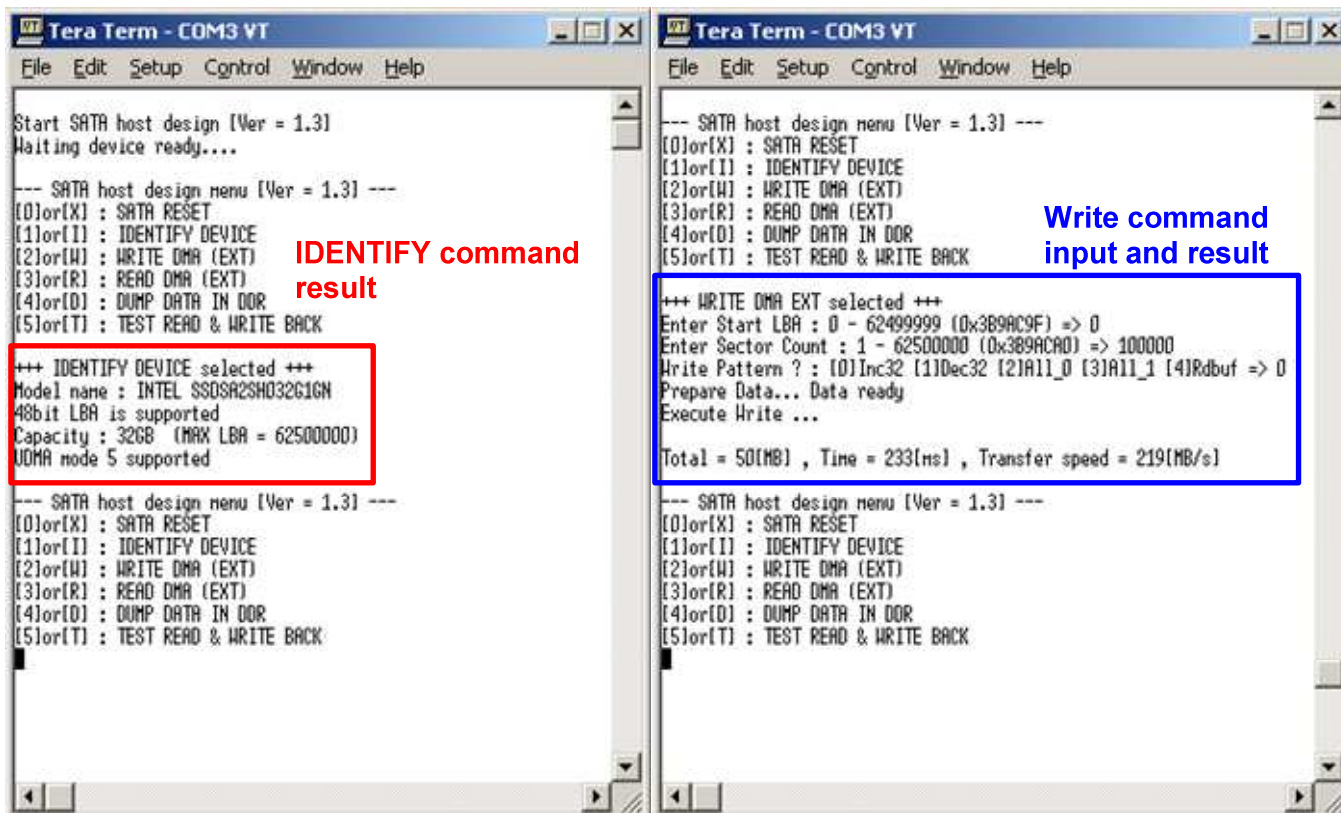 Tera Term - COM3 VT
File Edit Setup Control Window Help
Start SATA host design [Ver = 1.3]
Waiting device ready....
--- SATA host design menu [Ver = 1.3] ---
[0]or[X] : SATA RESET
[1]or[I] : IDENTIFY DEVICE
[2]or[W] : WRITE DMA (EXT)
[3]or[R] : READ DMA (EXT)
[4]or[D] : DUMP DATA IN DDR
[5]or[T] : TEST READ & WRITE BACK
IDENTIFY command
result
+++ IDENTIFY DEVICE selected +++
Model name : INTEL SSDSA2SH032G1GN
48bit LBA is supported
Capacity : 32GB (MAX LBA = 62500000)
UDMA mode 5 supported
--- SATA host design menu [Ver = 1.3] ---
[0]or[X] : SATA RESET
[1]or[I] : IDENTIFY DEVICE
[2]or[W] : WRITE DMA (EXT)
[3]or[R] : READ DMA (EXT)
[4]or[D] : DUMP DATA IN DDR
[5]or[T] : TEST READ & WRITE BACK
Tera Term - COM3 VT
File Edit Setup Control Window Help
--- SATA host design menu [Ver = 1.3] ---
[0]or[X] : SATA RESET
[1]or[I] : IDENTIFY DEVICE
[2]or[W] : WRITE DMA (EXT)
[3]or[R] : READ DMA (EXT)
[4]or[D] : DUMP DATA IN DDR
[5]or[T] : TEST READ & WRITE BACK
Write command
input and result
+++ WRITE DMA EXT selected +++
Enter Start LBA : 0 - 62499999 (0x3B9AC9F) => 0
Enter Sector Count : 1 - 62500000 (0x3B9ACA0) => 100000
Write Pattern ? : [0]Inc32 [1]Dec32 [2]All_0 [3]All_1 [4]Rdbuf => 0
Prepare Data... Data ready
Execute Write ...
Total = 50[MB] , Time = 233[ms] , Transfer speed = 219[MB/s]
--- SATA host design menu [Ver = 1.3] ---
[0]or[X] : SATA RESET
[1]or[I] : IDENTIFY DEVICE
[2]or[W] : WRITE DMA (EXT)
[3]or[R] : READ DMA (EXT)
[4]or[D] : DUMP DATA IN DDR
[5]or[T] : TEST READ & WRITE BACK